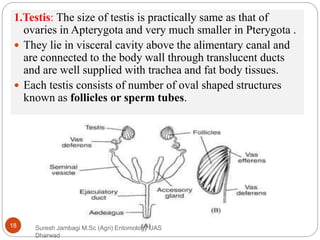 1.Testis: The size of testis is practically same as that of
ovaries in Apterygota and very much smaller in Pterygota .
• They lie in visceral cavity above the alimentary canal and
are connected to the body wall through translucent ducts
and are well supplied with trachea and fat body tissues.
• Each testis consists of number of oval shaped structures
known as follicles or sperm tubes.
Testis
Follicles
Vas
deferens
Vas
efferens
Seminal
vesicle
Accessory
gland
Vas
deferens
Ejaculatory
duct
Aedeagus
(A)
(B)
18
Suresh Jambagi M.Sc (Agri) Entomology UAS
Dharwad